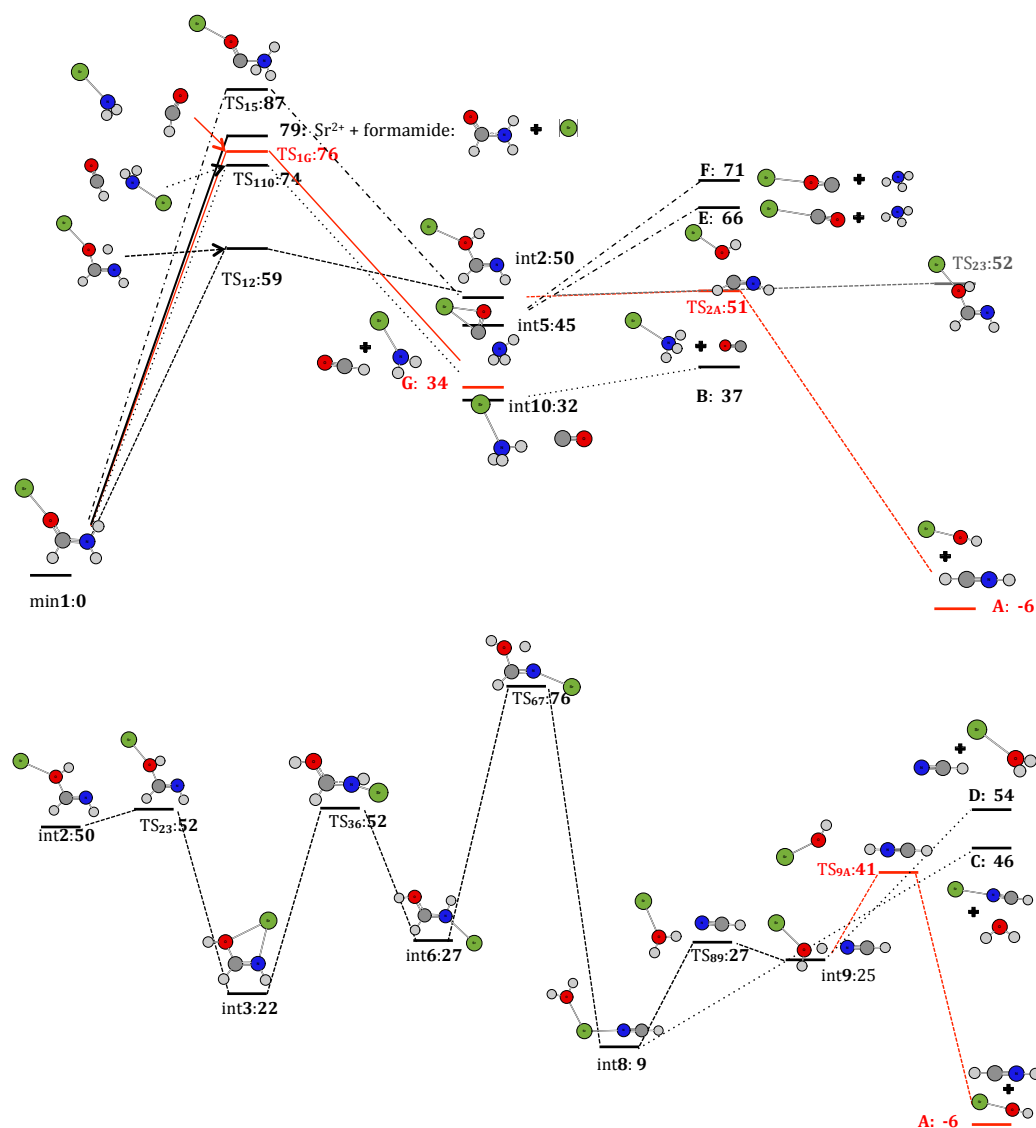 TS15:87
79: Sr2+ + formamide:
TS1G:76
TS110:74
F: 71
E: 66
TS12:59
int2:50
TS23:52
TS2A:51
int5:45
B: 37
G: 34
int10:32
min1:0
A: -6
TS67:76
D: 54
int2:50
TS23:52
TS36:52
TS9A:41
C: 46
int6:27
TS89:27
int9:25
int3:22
int8: 9
A: -6